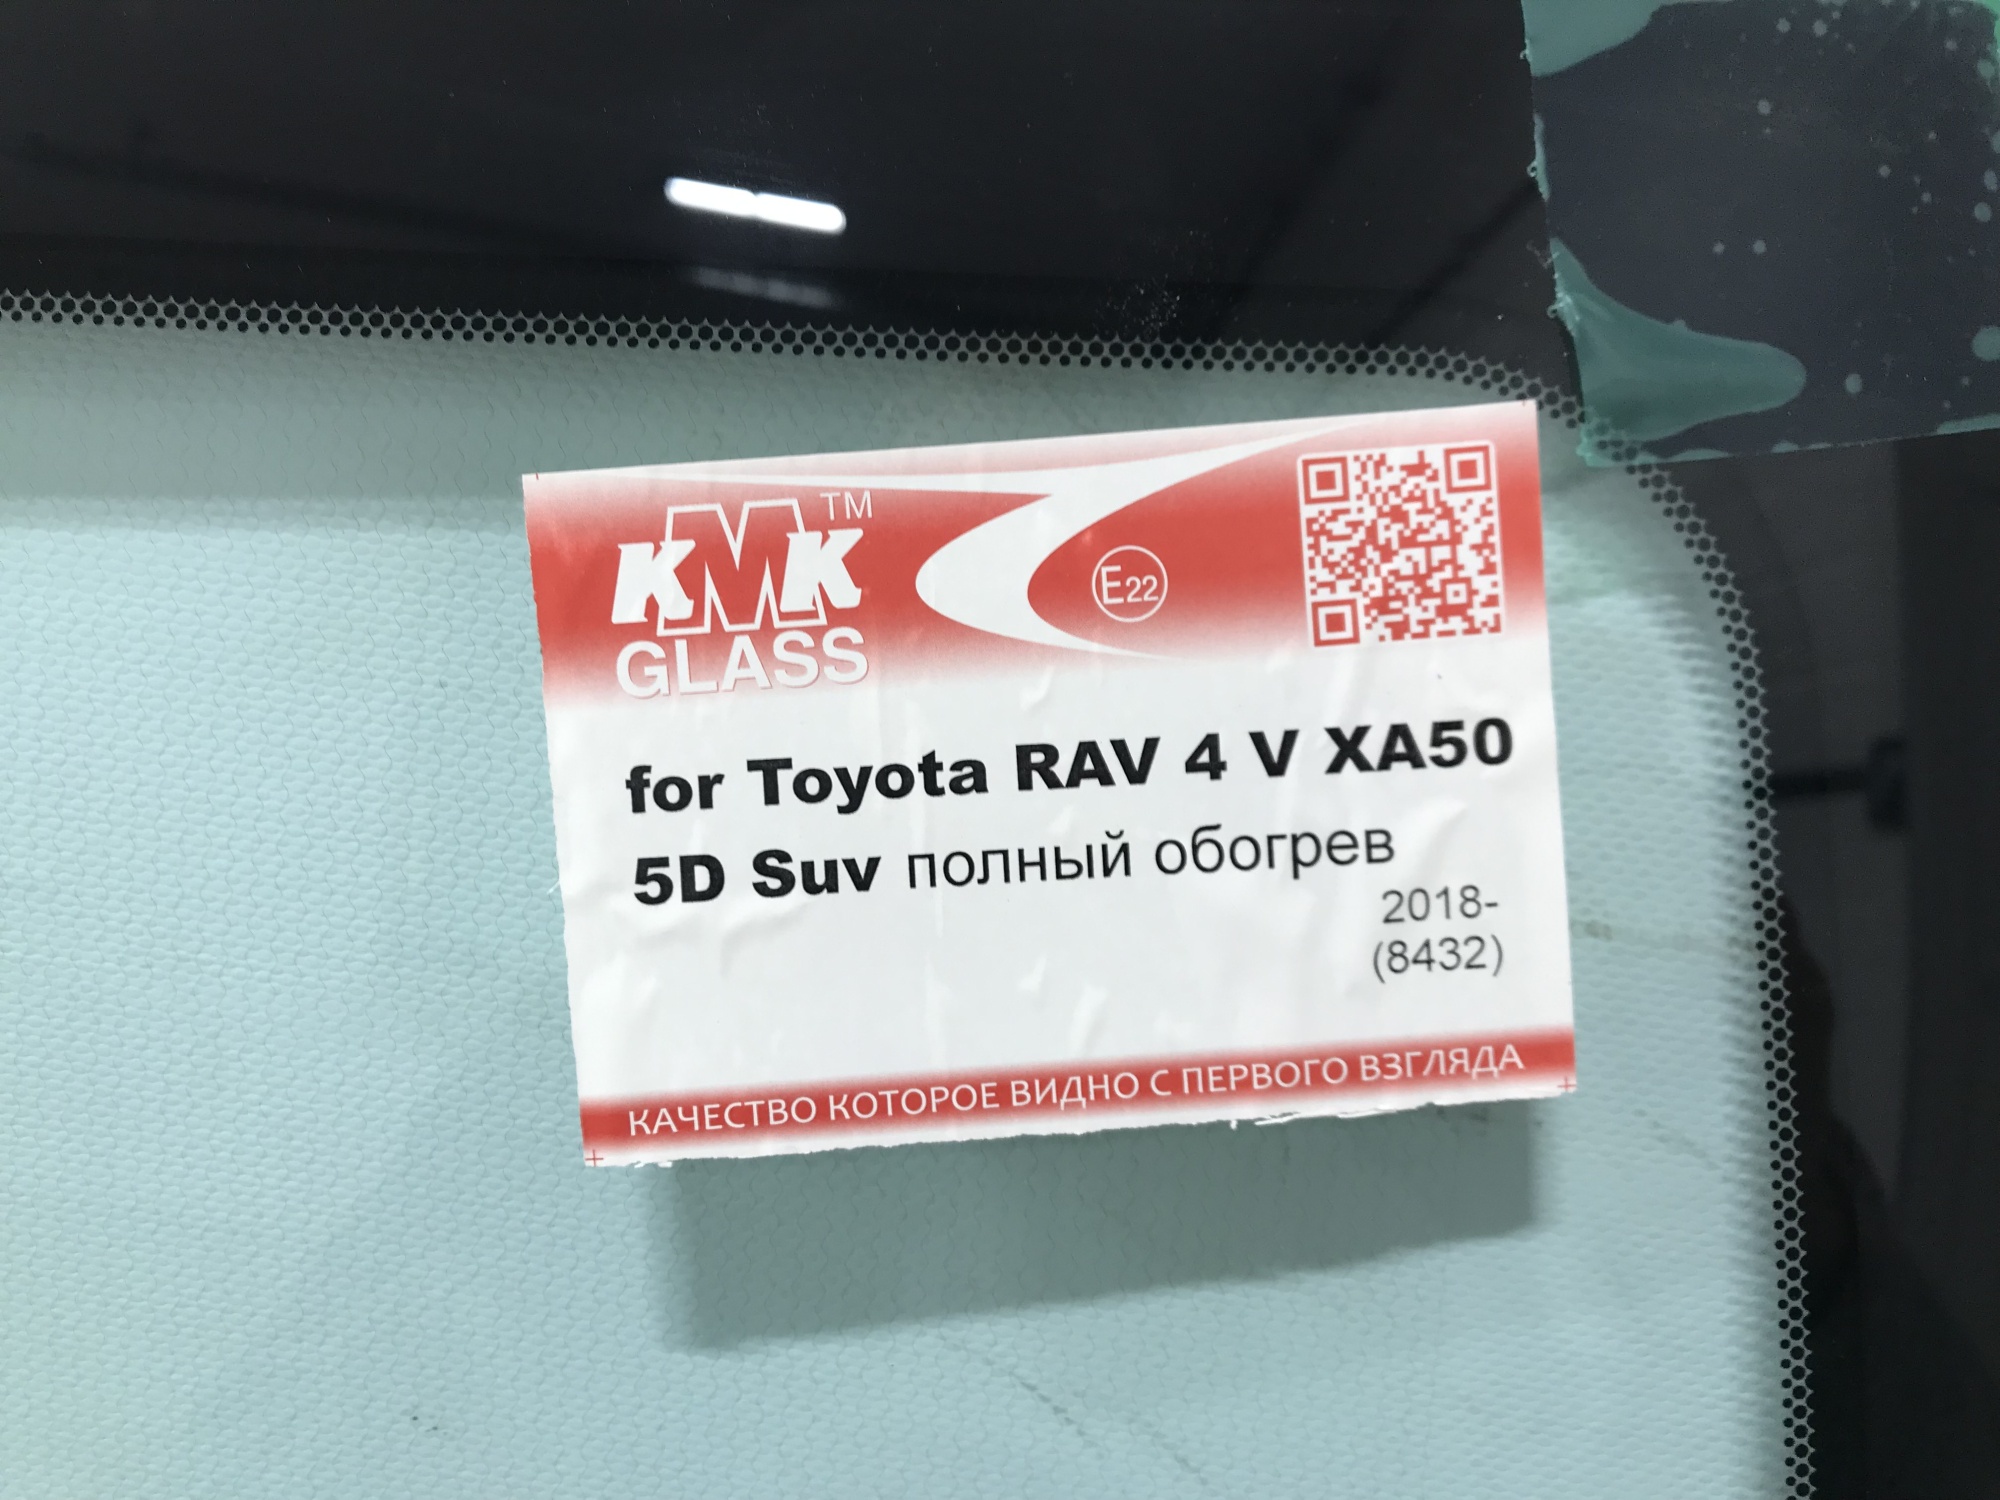 KMK™
GLASS
E22
for Toyota RAV 4 V XA50
5D Suv полный обогрев
2018-
(8432)
КАЧЕСТВО КОТОРОЕ ВИДНО С ПЕРВОГО ВЗГЛЯДА